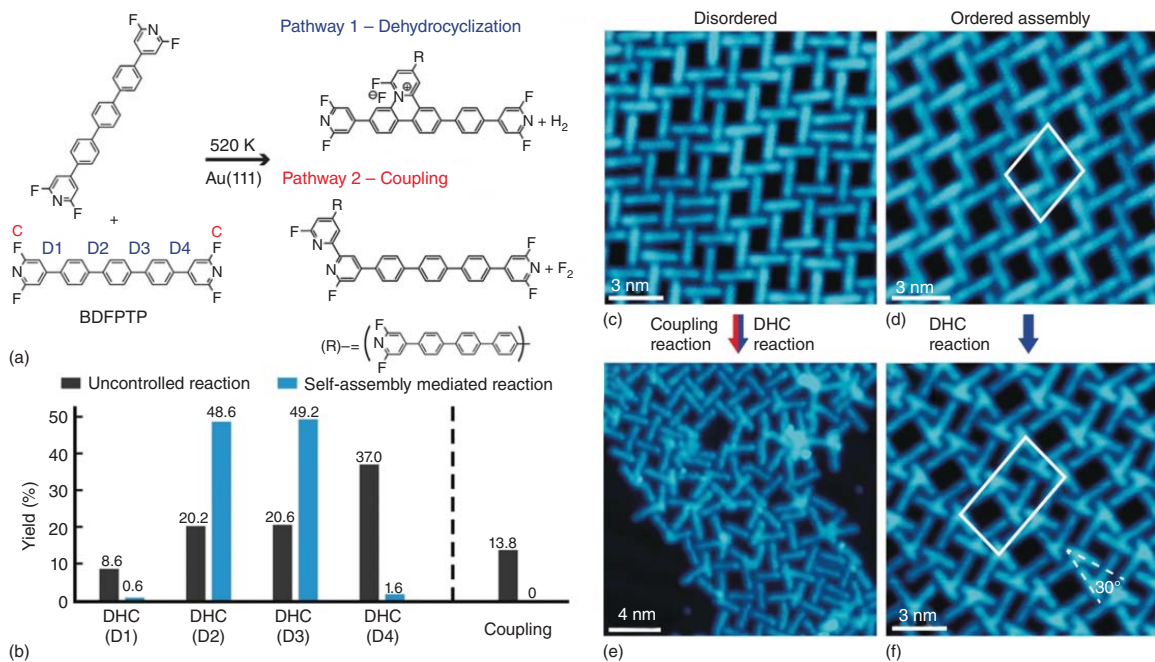 Pathway 1 – Dehydrocyclization
Disordered
Ordered assembly
F
N
F
R
F
F
⊖
N
⊕
F
N
F
F
N
F
+ H2
520 K
Au(111)
Pathway 2 – Coupling
F
N
F
+
R
F
N
N
F
F
N
F
+ F2
C
C
F
D1
D2
D3
D4
F
N
N
F
F
BDFPTP
(R)–=
F
N
F
(a)
3 nm
3 nm
(c)
(d)
Coupling
reaction
DHC
reaction
DHC
reaction
Uncontrolled reaction
Self-assembly mediated reaction
Yield (%)
50
40
30
20
10
0
8.6
0.6
20.2
48.6
20.6
49.2
37.0
1.6
13.8
0
DHC
(D1)
DHC
(D2)
DHC
(D3)
DHC
(D4)
Coupling
(b)
4 nm
30°
3 nm
(e)
(f)